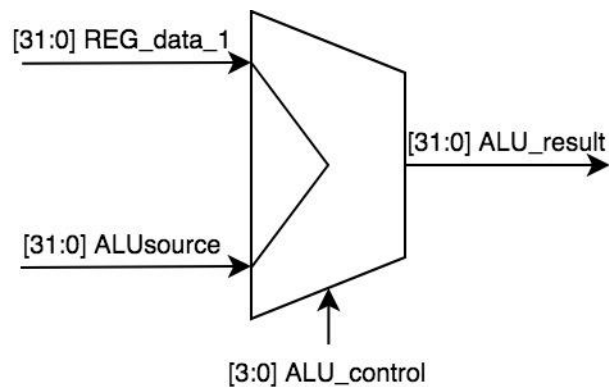 [31:0] REG_data_1
[31:0] ALU_result
[31:0] ALUsource
[3:0] ALU_control